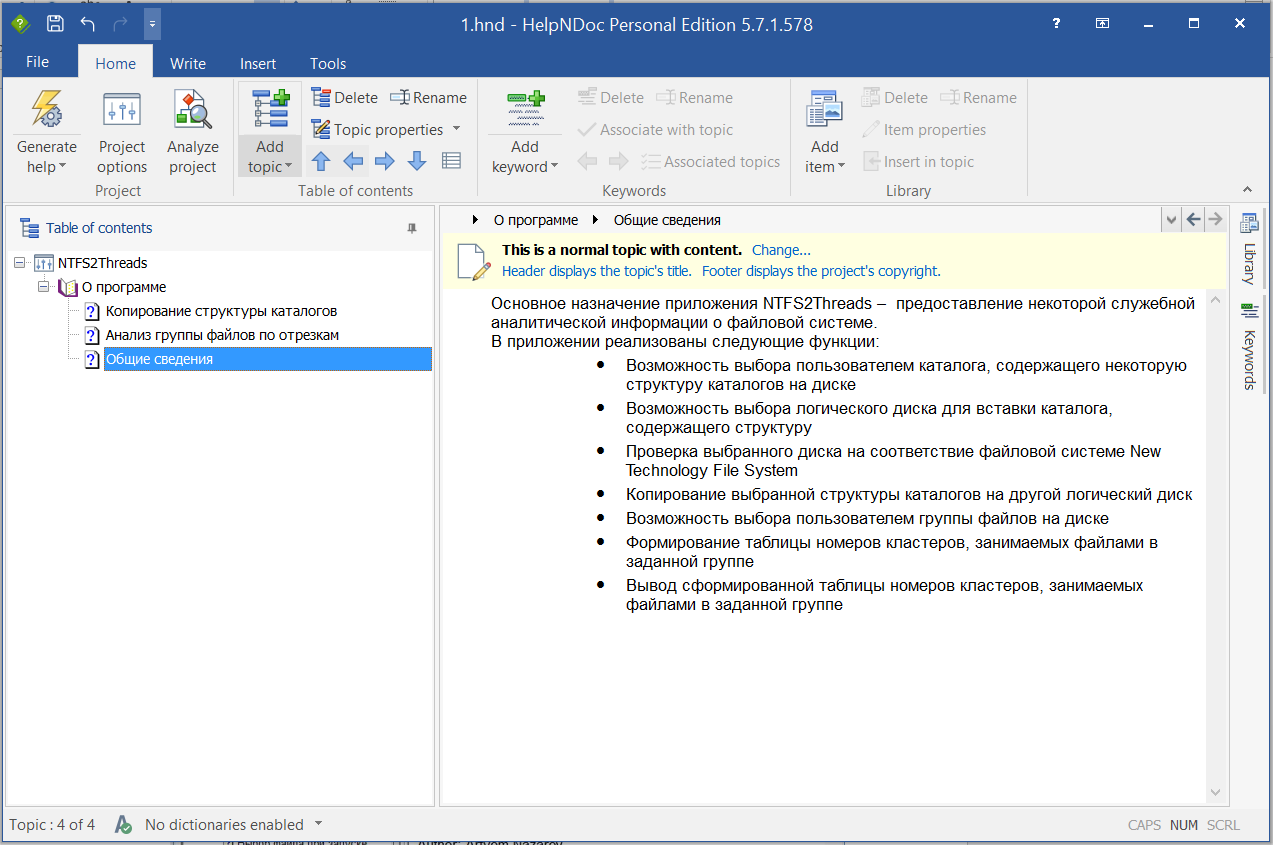 1.hnd - HelpNDoc Personal Edition 5.7.1.578
File
Home
Write
Insert
Tools
Generate help
Project options
Analyze project
Project
Add topic
Delete
Rename
Topic properties
Table of contents
Add keyword
Delete
Rename
Associate with topic
Associated topics
Keywords
Add item
Delete
Rename
Item properties
Insert in topic
Library
Table of contents
NTFS2Threads
О программе
Копирование структуры каталогов
Анализ группы файлов по отрезкам
Общие сведения
О программе
Общие сведения
This is a normal topic with content. Change...
Header displays the topic's title. Footer displays the project's copyright.
Основное назначение приложения NTFS2Threads – предоставление некоторой служебной
аналитической информации о файловой системе.
В приложении реализованы следующие функции:
● Возможность выбора пользователем каталога, содержащего некоторую
структуру каталогов на диске
● Возможность выбора логического диска для вставки каталога,
содержащего структуру
● Проверка выбранного диска на соответствие файловой системе New
Technology File System
● Копирование выбранной структуры каталогов на другой логический диск
● Возможность выбора пользователем группы файлов на диске
● Формирование таблицы номеров кластеров, занимаемых файлами в
заданной группе
● Вывод сформированной таблицы номеров кластеров, занимаемых
файлами в заданной группе
Library
Keywords
Topic : 4 of 4
No dictionaries enabled
CAPS NUM SCRL